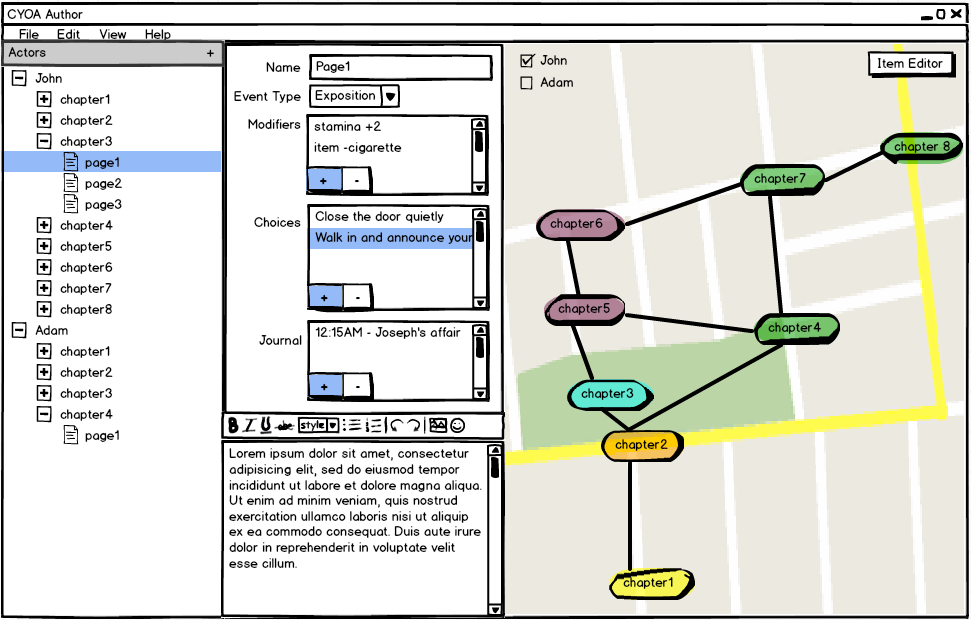 CYOA Author
File Edit View Help
Actors +
John
chapter1
chapter2
chapter3
page1
page2
page3
chapter4
chapter5
chapter6
chapter7
chapter8
Adam
chapter1
chapter2
chapter3
chapter4
page1
Name Page1
Event Type Exposition
Modifiers
stamina +2
item -cigarette
+ -
Choices
Close the door quietly
Walk in and announce your
+ -
Journal
12:15AM - Joseph's affair
+ -
B I U abc style
Lorem ipsum dolor sit amet, consectetur
adipisicing elit, sed do eiusmod tempor
incididunt ut labore et dolore magna aliqua.
Ut enim ad minim veniam, quis nostrud
exercitation ullamco laboris nisi ut aliquip
ex ea commodo consequat. Duis aute irure
dolor in reprehenderit in voluptate velit
esse cillum.
John
Adam
Item Editor
chapter 8
chapter7
chapter6
chapter5
chapter4
chapter3
chapter2
chapter1